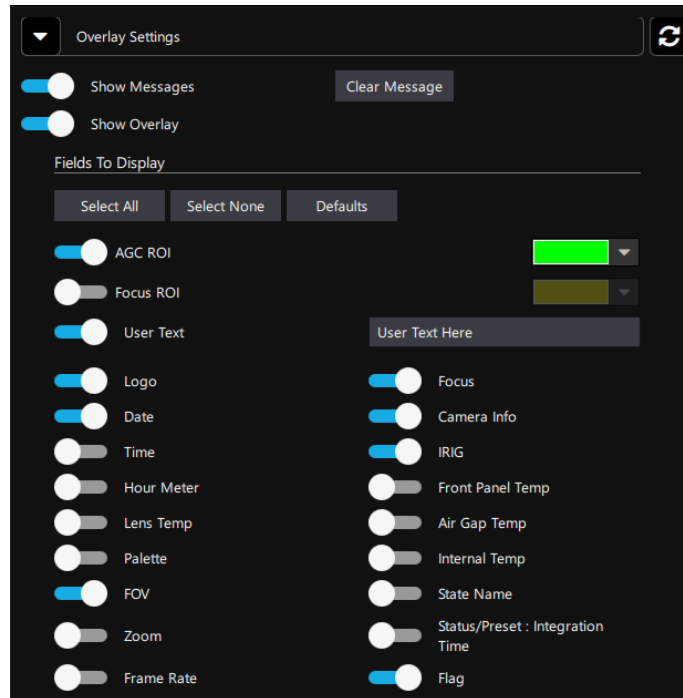 Overlay Settings
Show Messages
Clear Message
Show Overlay
Fields To Display
Select All
Select None
Defaults
AGC ROI
Focus ROI
User Text
User Text Here
Logo
Focus
Date
Camera Info
Time
IRIG
Hour Meter
Front Panel Temp
Lens Temp
Air Gap Temp
Palette
Internal Temp
FOV
State Name
Zoom
Status/Preset : Integration
Time
Frame Rate
Flag